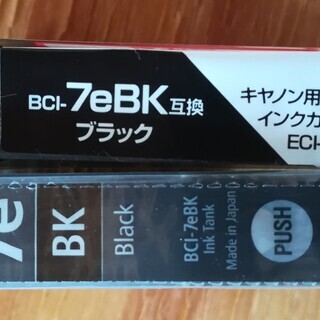 BCI-7eBK互換
ブラック
キヤノン用
インクカ
ECI-
7e
BK
Black
BCI-7eBK
Ink Tank
Made in Japan
PUSH